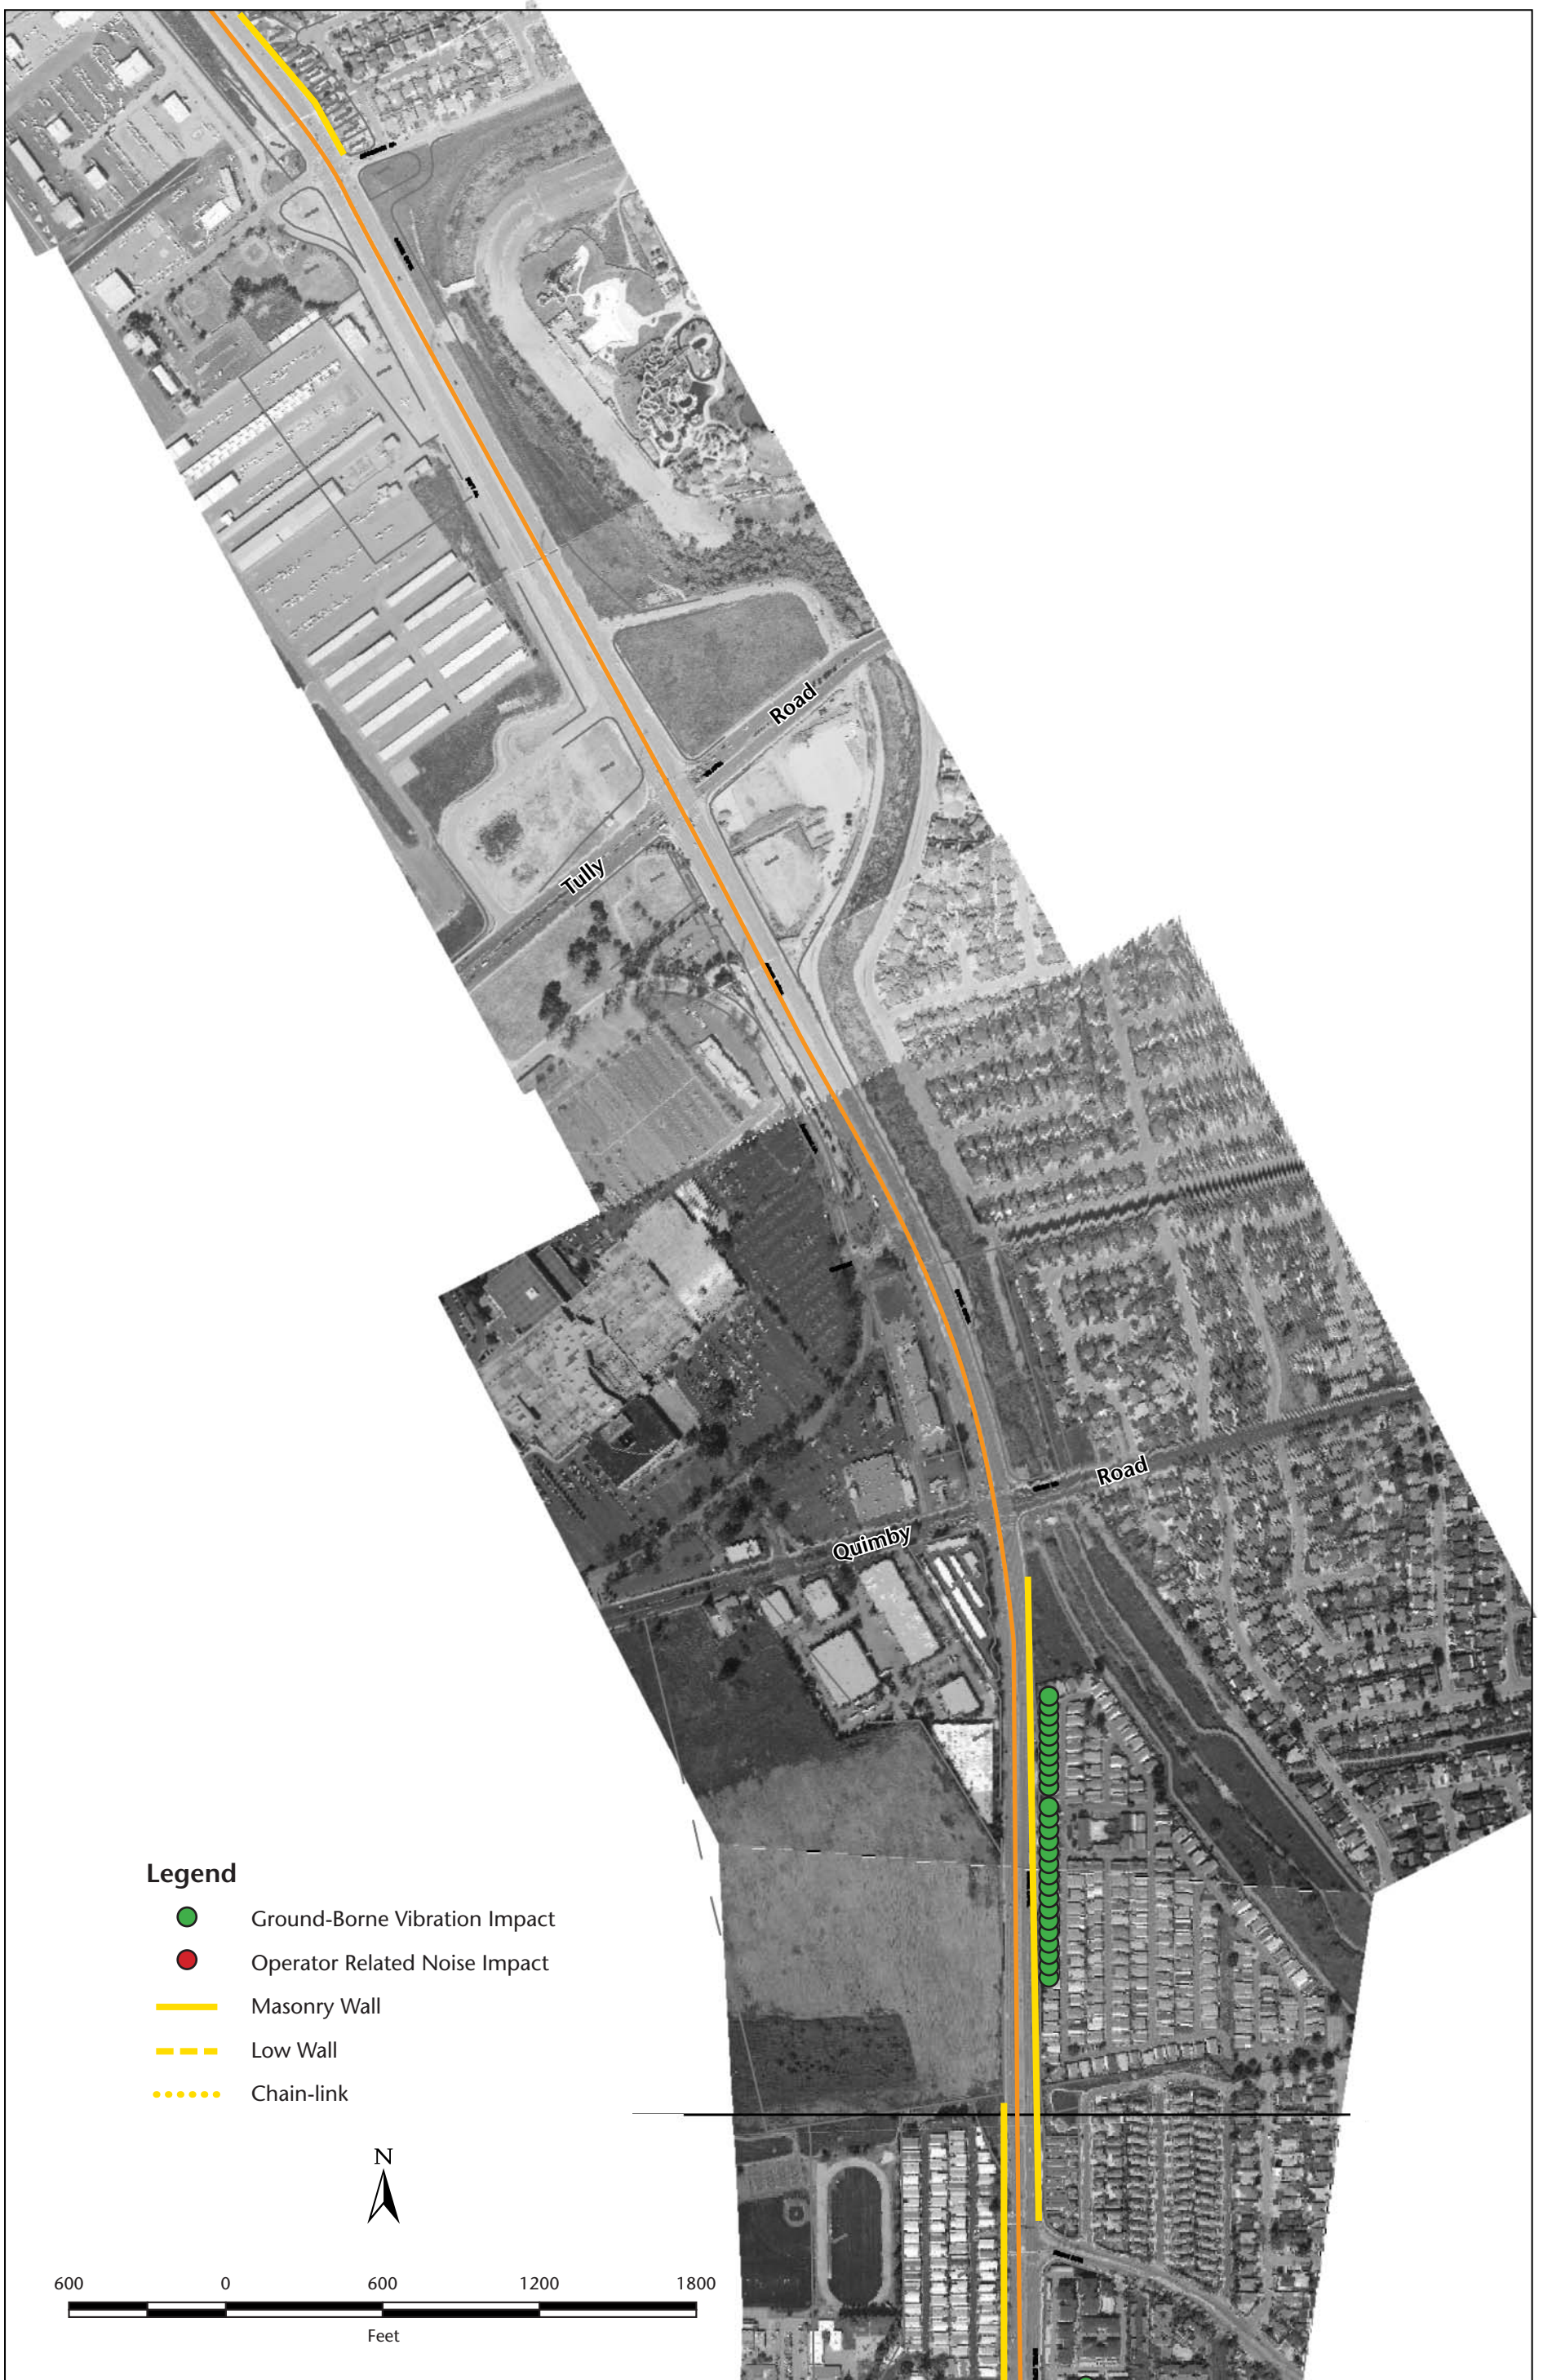 Road
Tully
Road
Quimby
Legend
Ground-Borne Vibration Impact
Operator Related Noise Impact
Masonry Wall
Low Wall
Chain-link
N
600 0 600 1200 1800
Feet